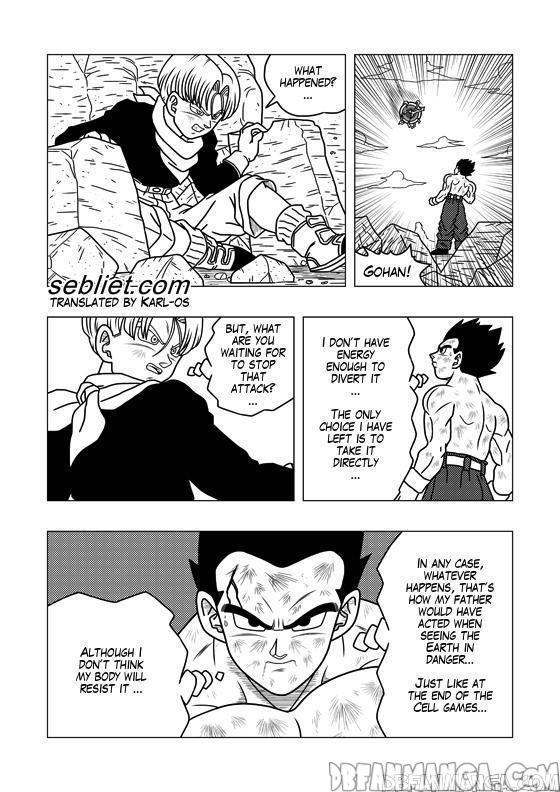 WHAT
HAPPENED?
...
GOHAN!
sebliet.com
TRANSLATED BY KARL-OS
BUT, WHAT
ARE YOU
WAITING FOR
TO STOP
THAT
ATTACK?
...
I DON'T HAVE
ENERGY
ENOUGH TO
DIVERT IT
...
THE ONLY
CHOICE I HAVE
LEFT IS TO
TAKE IT
DIRECTLY
...
ALTHOUGH I
DON'T THINK
MY BODY WILL
RESIST IT ...
IN ANY CASE,
WHATEVER
HAPPENS, THAT'S
HOW MY FATHER
WOULD HAVE
ACTED WHEN
SEEING THE
EARTH IN
DANGER...
JUST LIKE AT
THE END OF THE
CELL GAMES...
DBFANMANGA.COM
DBFANMANGA.COM